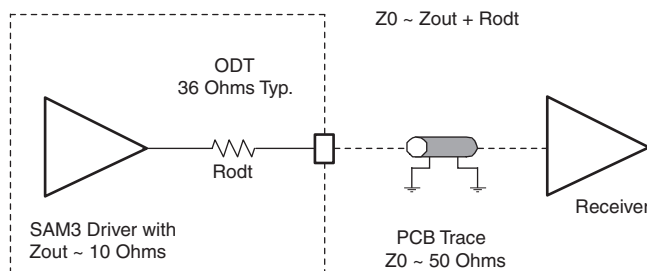 Z0 ~ Zout + Rodt
ODT
36 Ohms Typ.
Rodt
Receiver
SAM3 Driver with
Zout ~ 10 Ohms
PCB Trace
Z0 ~ 50 Ohms